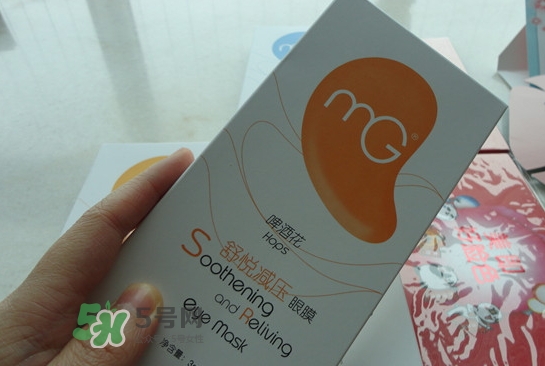 mG®
啤酒花
Hops
舒悦减压 眼膜
Soothening
and Reliving
eye mask
净含量:
5X 5号网